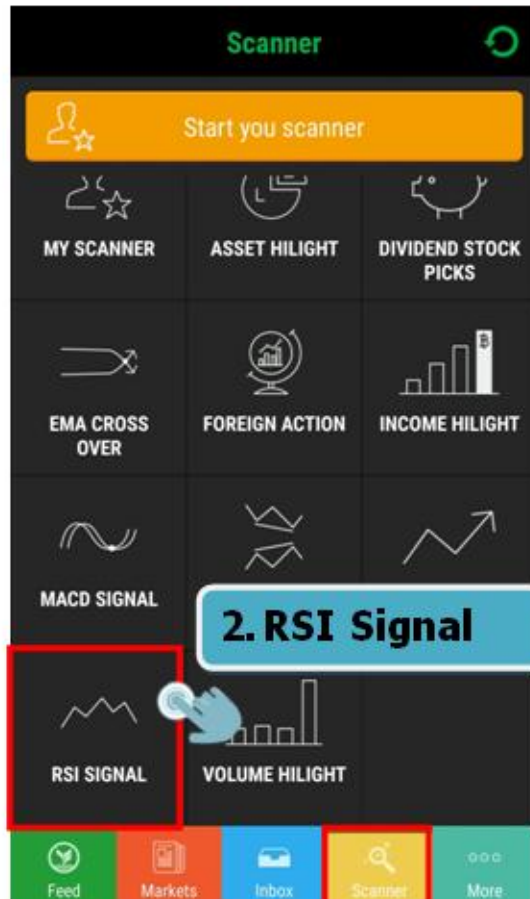 Scanner
Start you scanner
MY SCANNER
ASSET HILIGHT
DIVIDEND STOCK
PICKS
EMA CROSS
OVER
FOREIGN ACTION
INCOME HILIGHT
MACD SIGNAL
2. RSI Signal
RSI SIGNAL
VOLUME HILIGHT
Feed
Markets
Inbox
Scanner
More